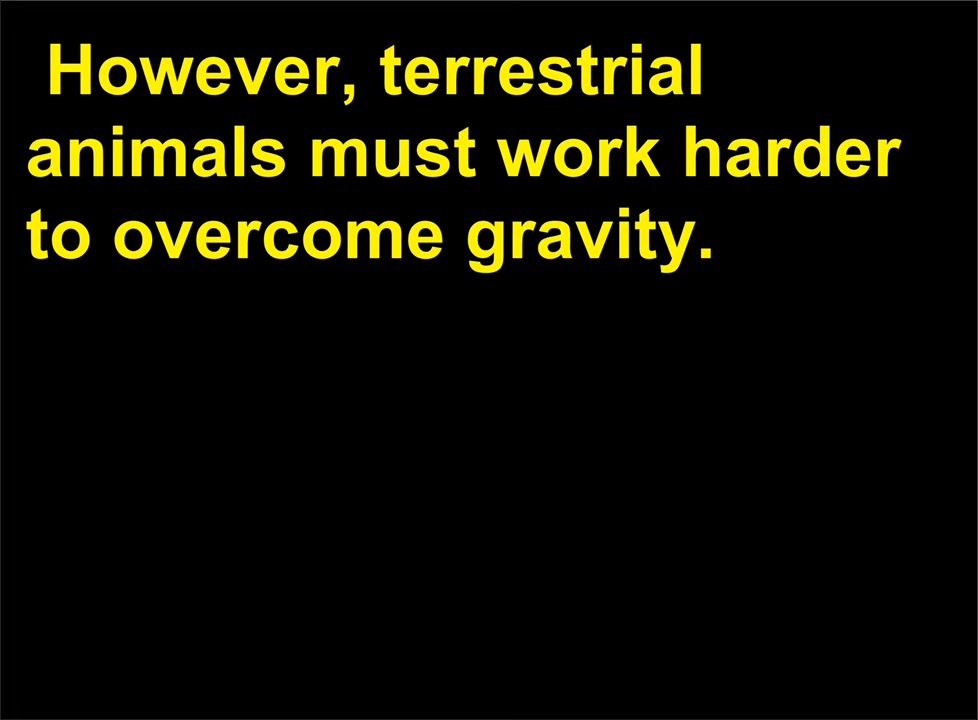 However, terrestrial
animals must work harder
to overcome gravity.